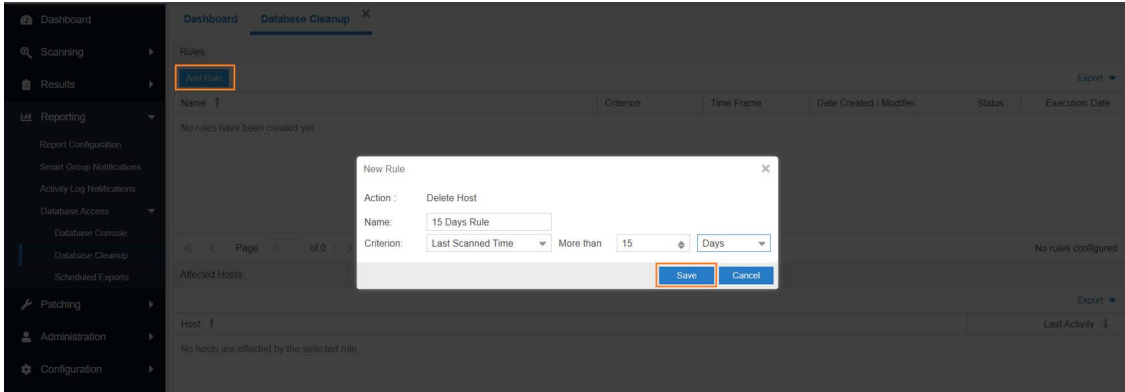 Dashboard
Scanning
Results
Reporting
Report Configuration
Smart Group Notifications
Activity Log Notifications
Database Access
Database Console
Database Cleanup
Scheduled Exports
Patching
Administration
Configuration
Dashboard Database Cleanup
Rules
Add Rule
Export
Name Criterion Time Frame Date Created / Modified Status Execution Date
No rules have been created yet.
New Rule
Action : Delete Host
Name: 15 Days Rule
Criterion: Last Scanned Time More than 15 Days
Save Cancel
Page of 0
No rules configured
Affected Hosts
Export
Host Last Activity
No hosts are effected by the selected rule.